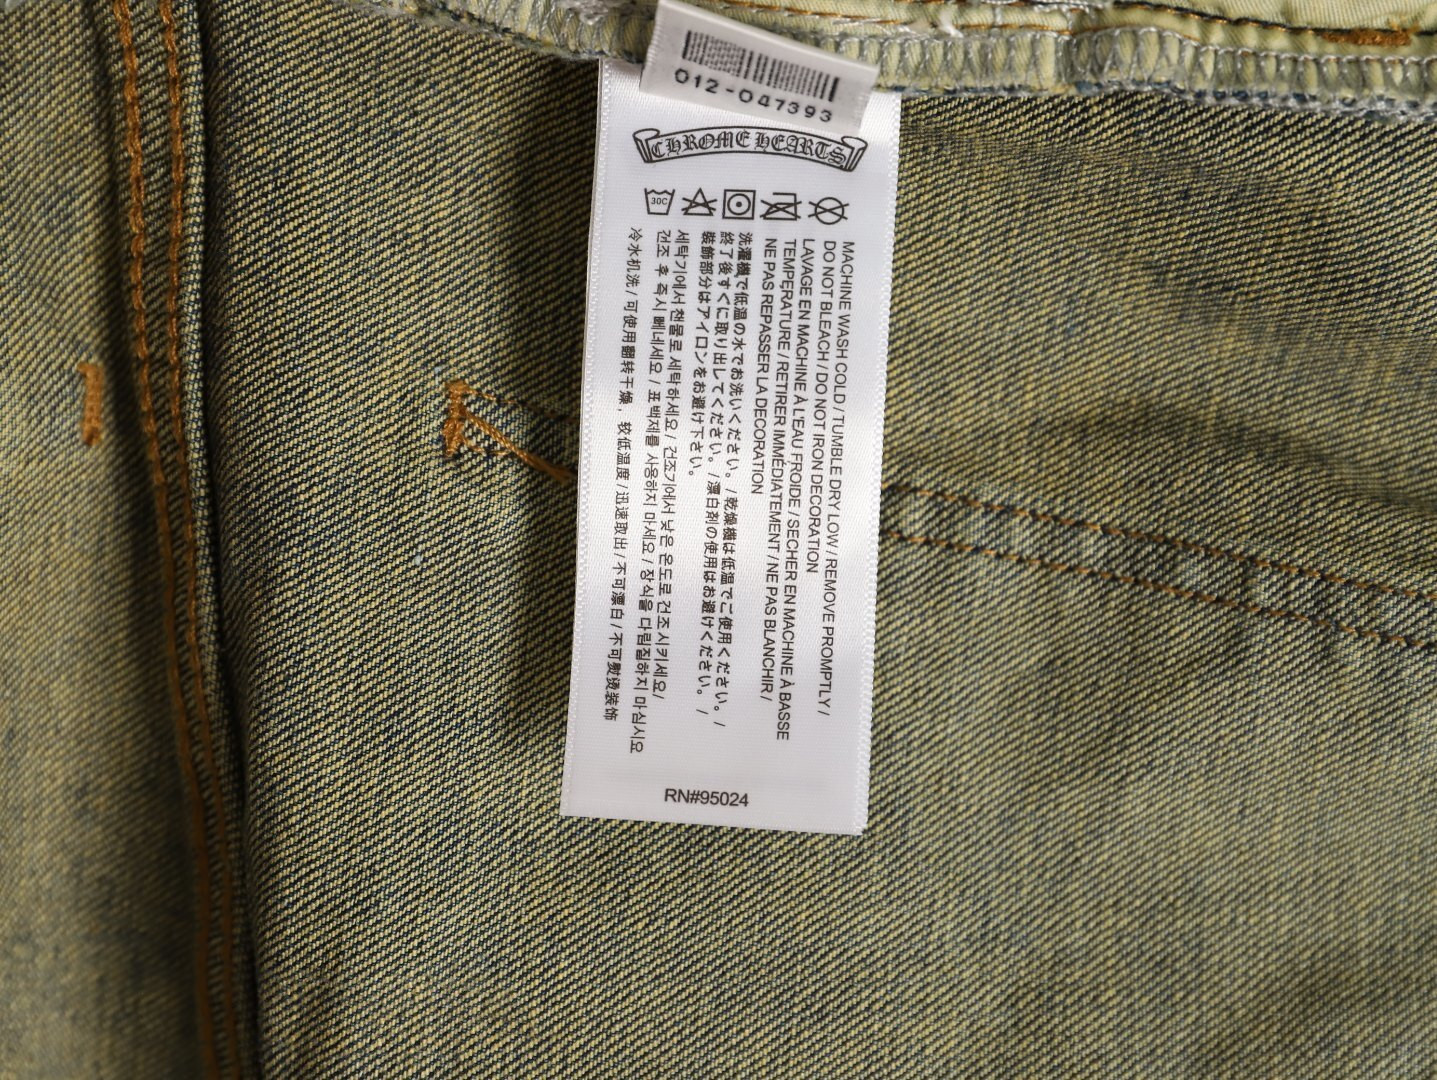 012-047393
CHROME HEARTS
30C
MACHINE WASH COLD / TUMBLE DRY LOW / REMOVE PROMPTLY /
DO NOT BLEACH / DO NOT IRON DECORATION
LAVAGE EN MACHINE À L'EAU FROIDE / SECHER EN MACHINE À BASSE
TEMPERATURE / RETIRER IMMÉDIATEMENT / NE PAS BLANCHIR /
NE PAS REPASSER LA DECORATION
洗濯機で低温の水でお洗いください。/ 乾燥機は低温でご使用ください。/
終了後すぐに取り出してください。/ 漂白剤の使用はお避けください。/
装飾部分はアイロンをお避け下さい。
세탁기에서 찬물로 세탁하세요 / 건조기에서 낮은 온도로 건조시키세요 /
건조 후 즉시 빼네세요 / 표백제를 사용하지 마세요 / 장식을 다림질하지 마십시요
冷水机洗 / 可使用翻转干燥，较低温度 / 迅速取出 / 不可漂白 / 不可熨烫装饰
RN#95024